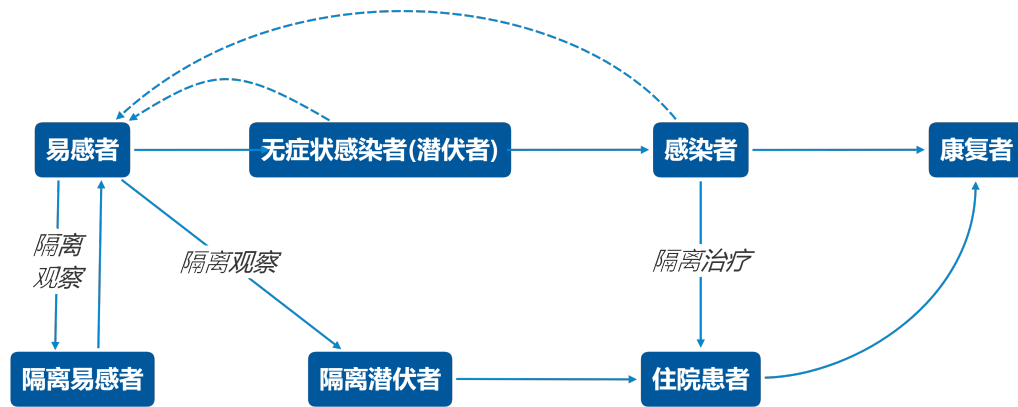 易感者
无症状感染者(潜伏者)
感染者
康复者
隔离
观察
隔离观察
隔离治疗
隔离易感者
隔离潜伏者
住院患者